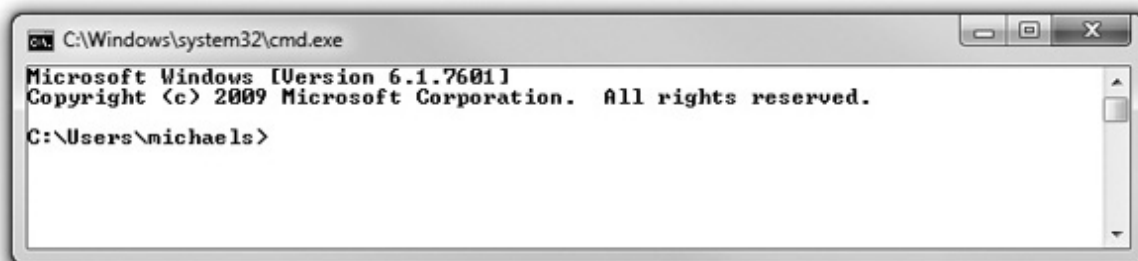 C:\Windows\system32\cmd.exe
Microsoft Windows [Version 6.1.7601]
Copyright (c) 2009 Microsoft Corporation.  All rights reserved.
C:\Users\michaels>